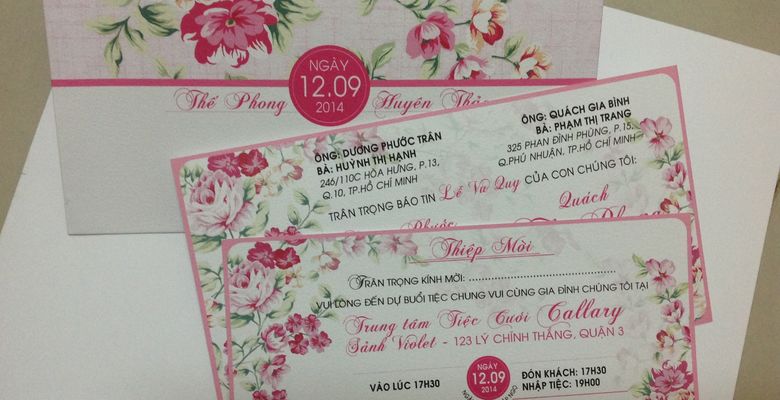 NGÀY
12.09
2014
Thế Phong
Huyên
ÔNG: DƯƠNG PHƯỚC TRÂN
BÀ: HUỲNH THỊ HẠNH
246/110C HÒA HƯNG, P.13,
Q.10, TP.HỒ CHÍ MINH
ÔNG: QUÁCH GIA BÌNH
BÀ: PHẠM THỊ TRANG
325 PHAN ĐÌNH PHÙNG, P.15,
Q.PHÚ NHUẬN, TP.HỒ CHÍ MINH
TRÂN TRỌNG BÁO TIN Lễ Vu Quy CỦA CON CHÚNG TÔI:
Phước
Quách
Phong
Thiệp Mời
TRÂN TRỌNG KÍNH MỜI: ........................................
VUI LÒNG ĐẾN DỰ BUỔI TIỆC CHUNG VUI CÙNG GIA ĐÌNH CHÚNG TÔI TẠI
Trung tâm Tiệc Cưới Callary
Sảnh Violet - 123 LÝ CHÍNH THẮNG, QUẬN 3
VÀO LÚC 17H30
NGÀY
12.09
ĐÓN KHÁCH: 17H30
NHẬP TIỆC: 19H00